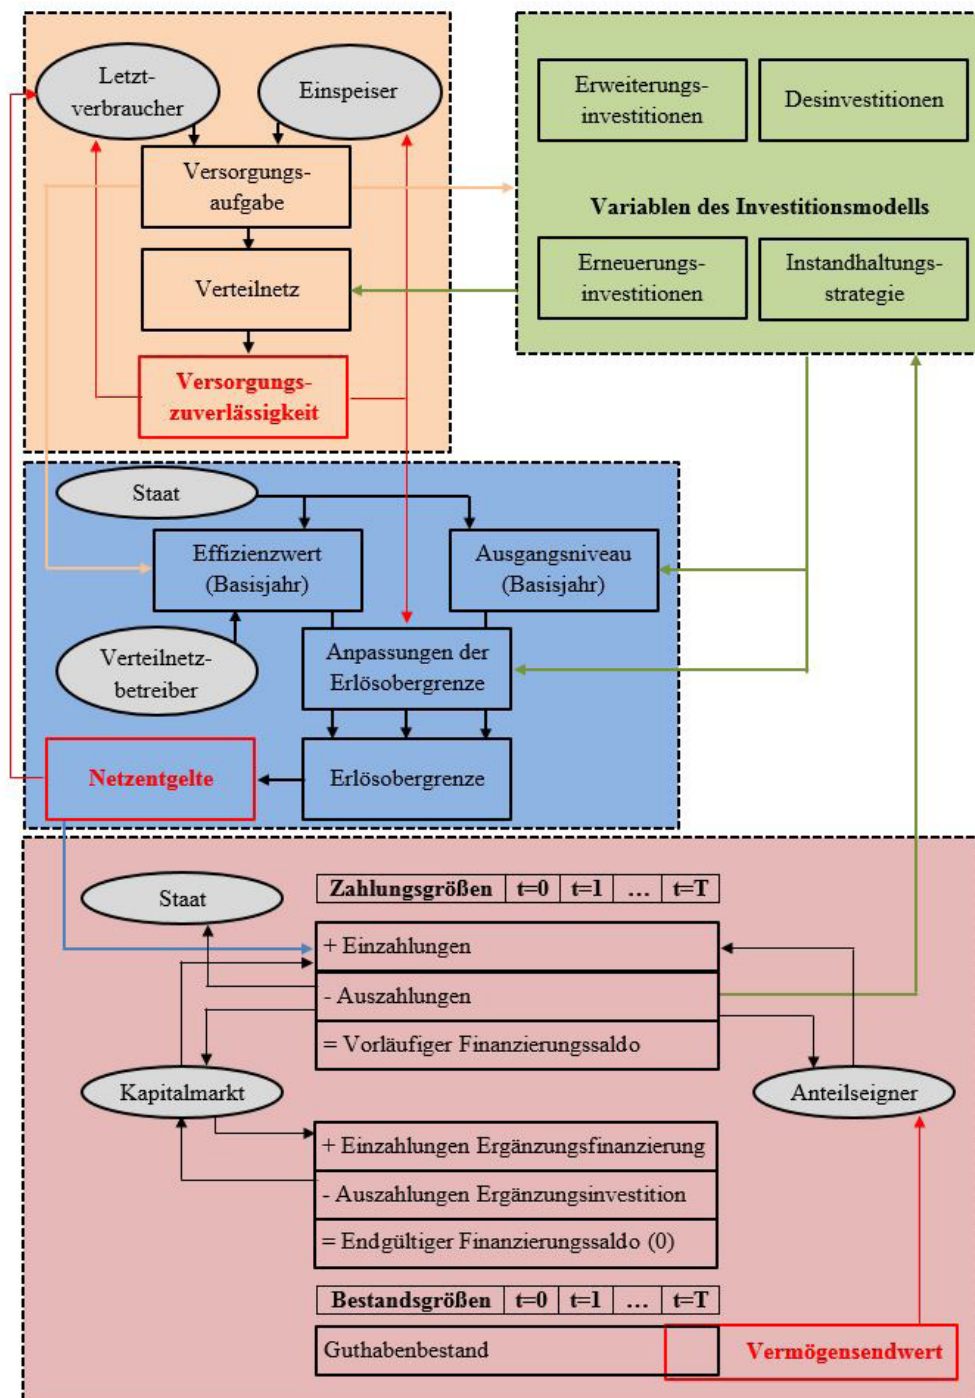 Letzt-
verbraucher
Einspeiser
Versorgungs-
aufgabe
Verteilnetz
Versorgungs-
zuverlässigkeit
Erweiterungs-
investitionen
Desinvestitionen
Variablen des Investitionsmodells
Erneuerungs-
investitionen
Instandhaltungs-
strategie
Staat
Effizienzwert
(Basisjahr)
Ausgangsniveau
(Basisjahr)
Verteilnetz-
betreiber
Anpassungen der
Erlösobergrenze
Netzentgelte
Erlösobergrenze
Staat
Zahlungsgrößen t=0 t=1 … t=T
+ Einzahlungen
- Auszahlungen
= Vorläufiger Finanzierungssaldo
Kapitalmarkt
Anteilseigner
+ Einzahlungen Ergänzungsfinanzierung
- Auszahlungen Ergänzungsinvestition
= Endgültiger Finanzierungssaldo (0)
Bestandsgrößen t=0 t=1 … t=T
Guthabenbestand
Vermögensendwert